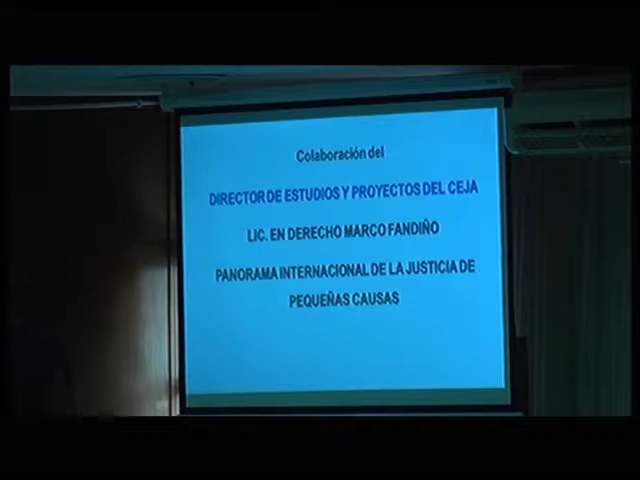 Colaboración del
DIRECTOR DE ESTUDIOS Y PROYECTOS DEL CEJA
LIC. EN DERECHO MARCO FANDIÑO
PANORAMA INTERNACIONAL DE LA JUSTICIA DE
PEQUEÑAS CAUSAS